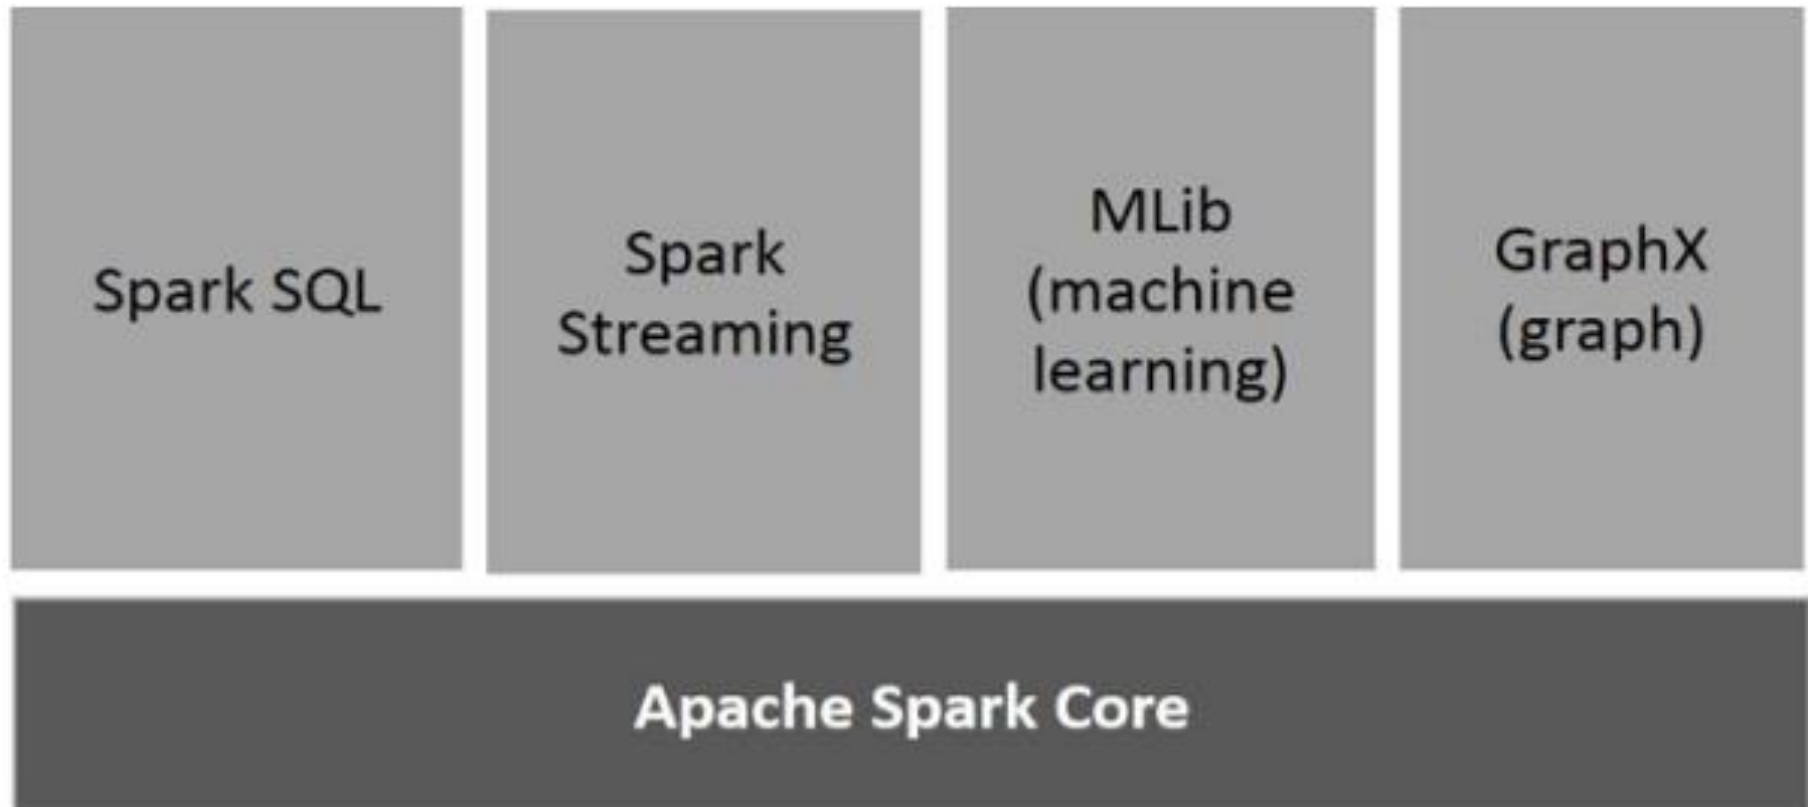 Spark SQL
Spark
Streaming
MLib
(machine
learning)
GraphX
(graph)
Apache Spark Core